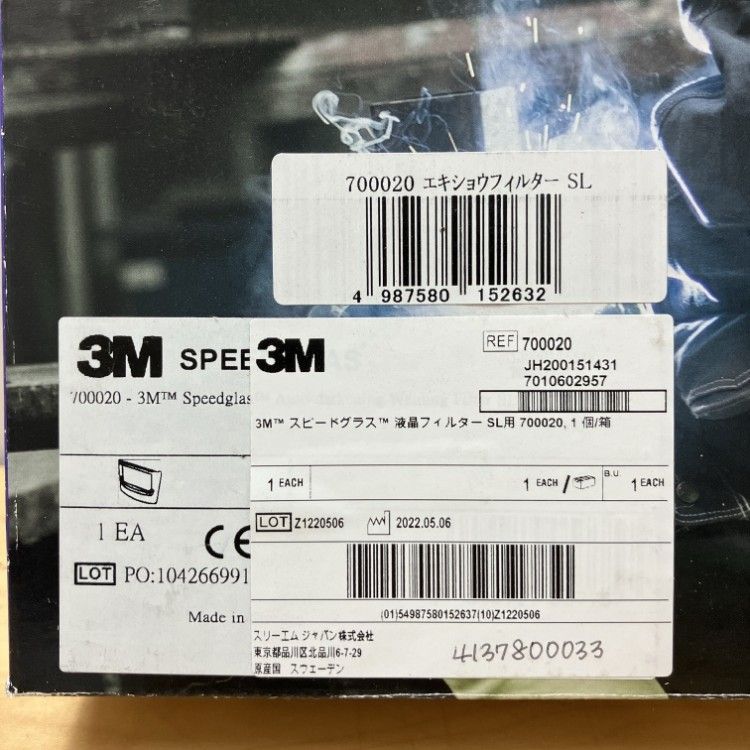 700020 エキショウフィルター SL
4 987580 152632
3M SPEE
700020 - 3M™ Speedglas
1 EA
CE
LOT PO:104266991
Made in
3M
REF 700020
JH200151431
7010602957
3M™ スピードグラス™ 液晶フィルター SL用 700020, 1 個/箱
1 EACH
1 EACH /
B.U.
1 EACH
LOT Z1220506
2022.05.06
(01)54987580152637(10)Z1220506
スリーエム ジャパン株式会社
東京都品川区北品川6-7-29
原産国 スウェーデン
4137800033